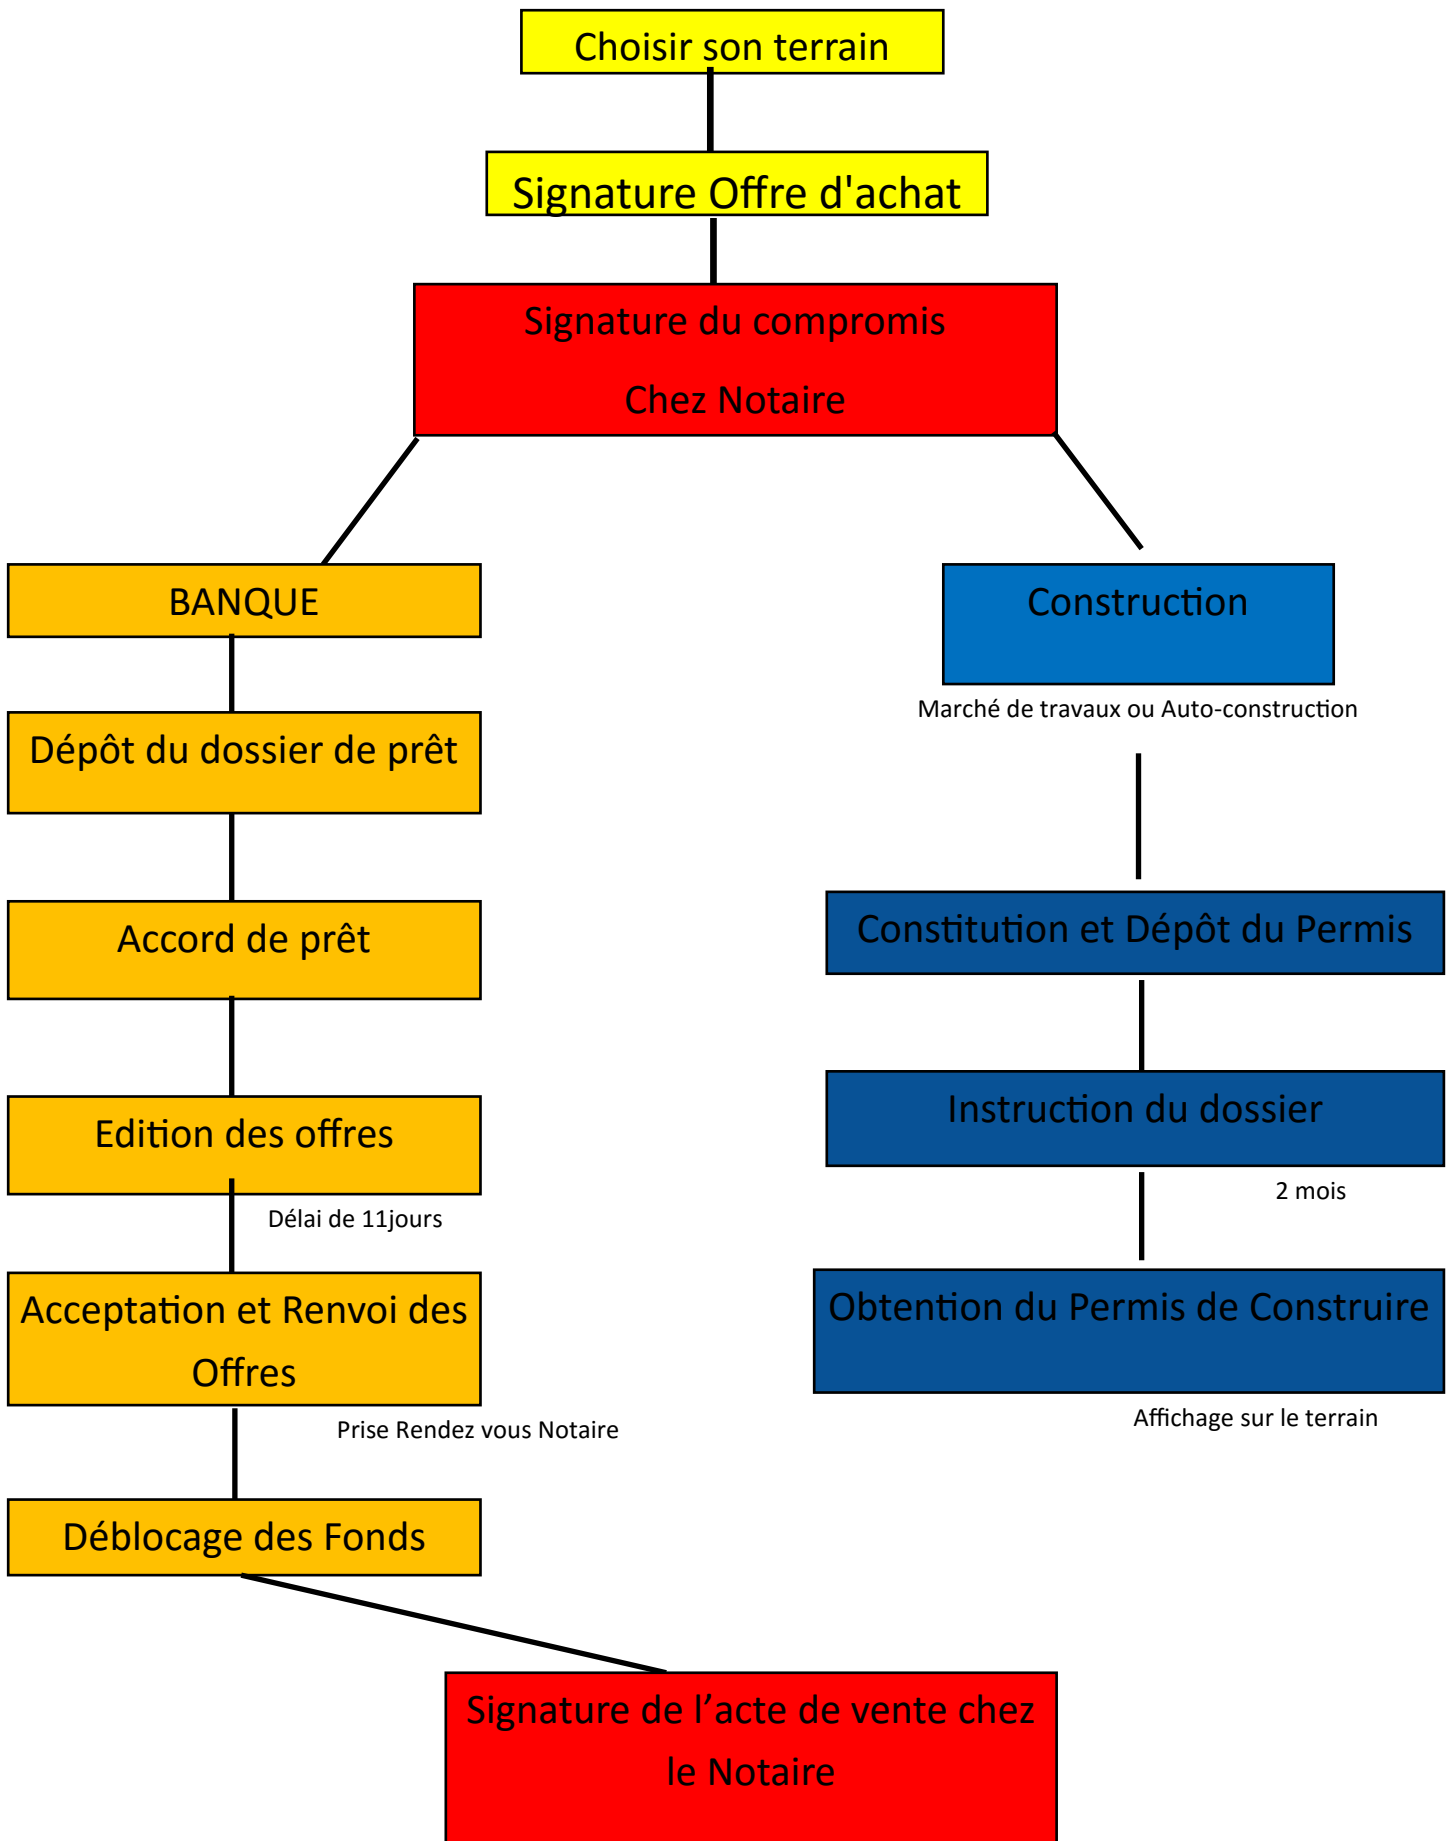 Choisir son terrain
Signature Offre d'achat
Signature du compromis
Chez Notaire
BANQUE
Construction
Marché de travaux ou Auto-construction
Dépôt du dossier de prêt
Accord de prêt
Constitution et Dépôt du Permis
Edition des offres
Instruction du dossier
Délai de 11jours
2 mois
Acceptation et Renvoi des
Offres
Obtention du Permis de Construire
Prise Rendez vous Notaire
Affichage sur le terrain
Déblocage des Fonds
Signature de l’acte de vente chez
le Notaire